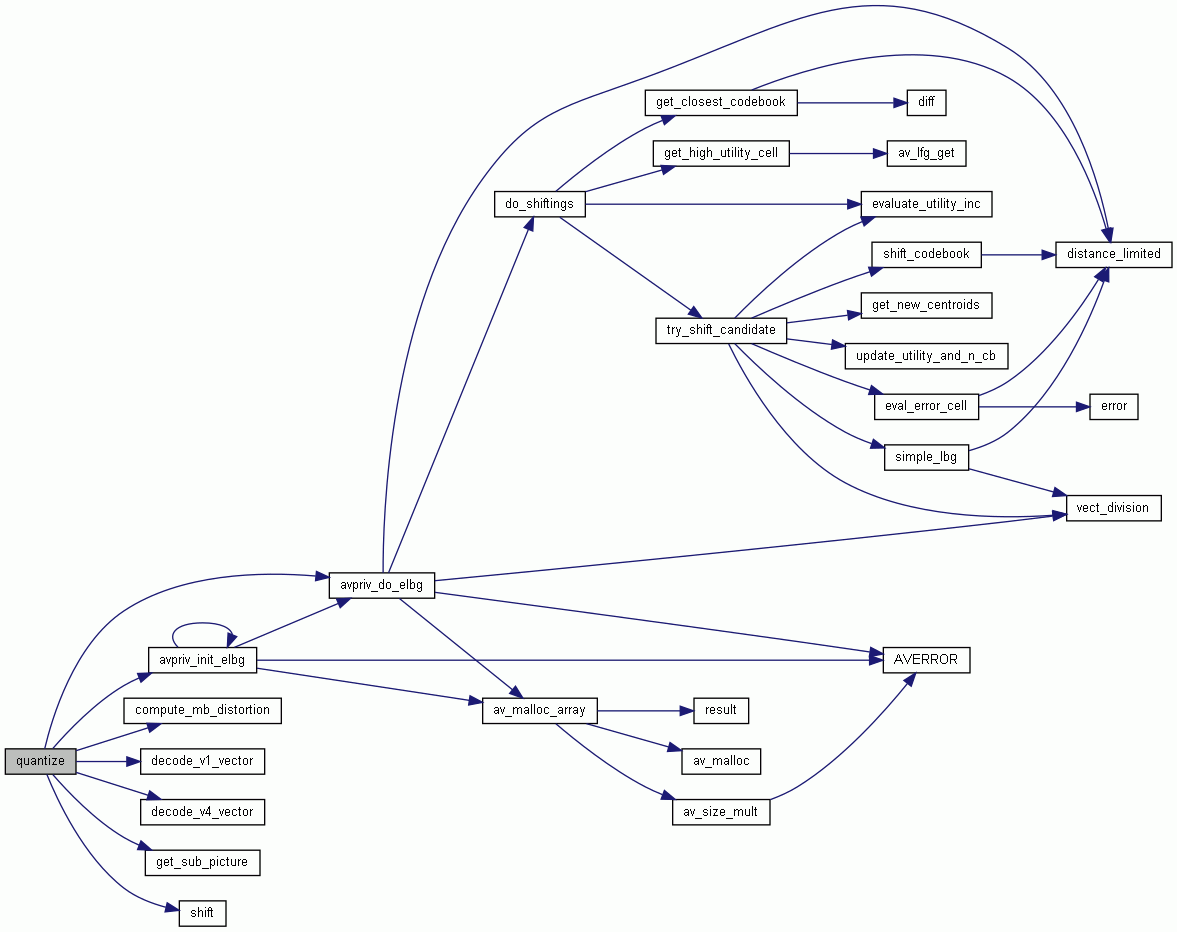 get_closest_codebook
diff
get_high_utility_cell
av_lfg_get
do_shiftings
evaluate_utility_inc
shift_codebook
distance_limited
get_new_centroids
try_shift_candidate
update_utility_and_n_cb
eval_error_cell
error
simple_lbg
vect_division
avpriv_do_elbg
avpriv_init_elbg
AVERROR
compute_mb_distortion
av_malloc_array
result
quantize
decode_v1_vector
av_malloc
decode_v4_vector
av_size_mult
get_sub_picture
shift